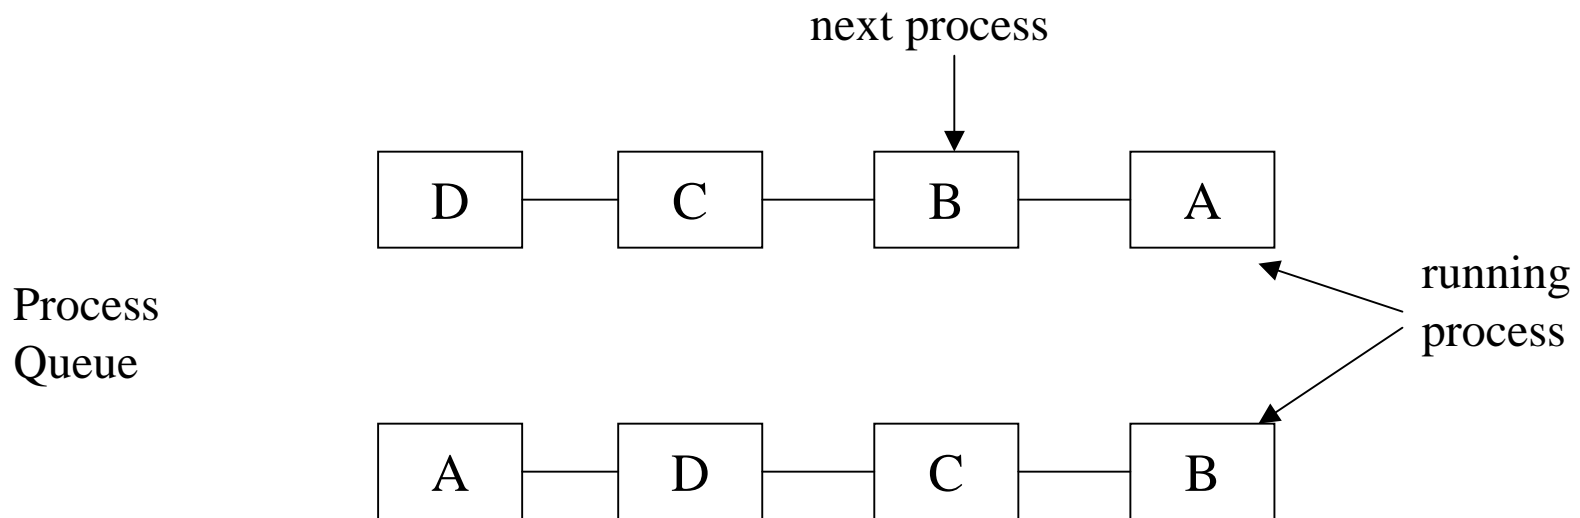 next process
D C B A
running
process
Process
Queue
A D C B